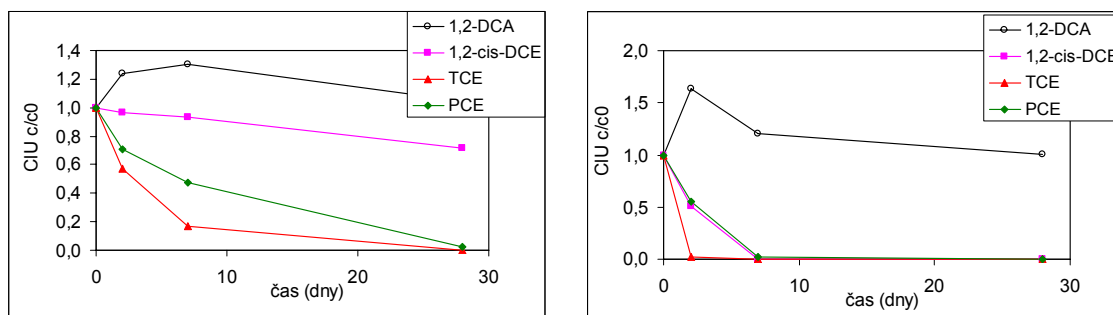 1,2-DCA
1,2-cis-DCE
TCE
PCE
1,4
1,2
1,0
0,8
0,6
0,4
0,2
0,0
ClU c/c0
0
10
20
30
čas (dny)
1,2-DCA
1,2-cis-DCE
TCE
PCE
2,0
1,5
1,0
0,5
0,0
ClU c/c0
0
10
20
30
čas (dny)